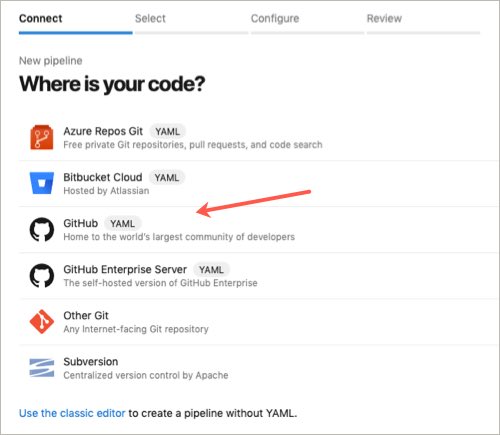 Connect Select Configure Review
New pipeline
Where is your code?
Azure Repos Git YAML
Free private Git repositories, pull requests, and code search
Bitbucket Cloud YAML
Hosted by Atlassian
GitHub YAML
Home to the world's largest community of developers
GitHub Enterprise Server YAML
The self-hosted version of GitHub Enterprise
Other Git
Any Internet-facing Git repository
Subversion
Centralized version control by Apache
Use the classic editor to create a pipeline without YAML.